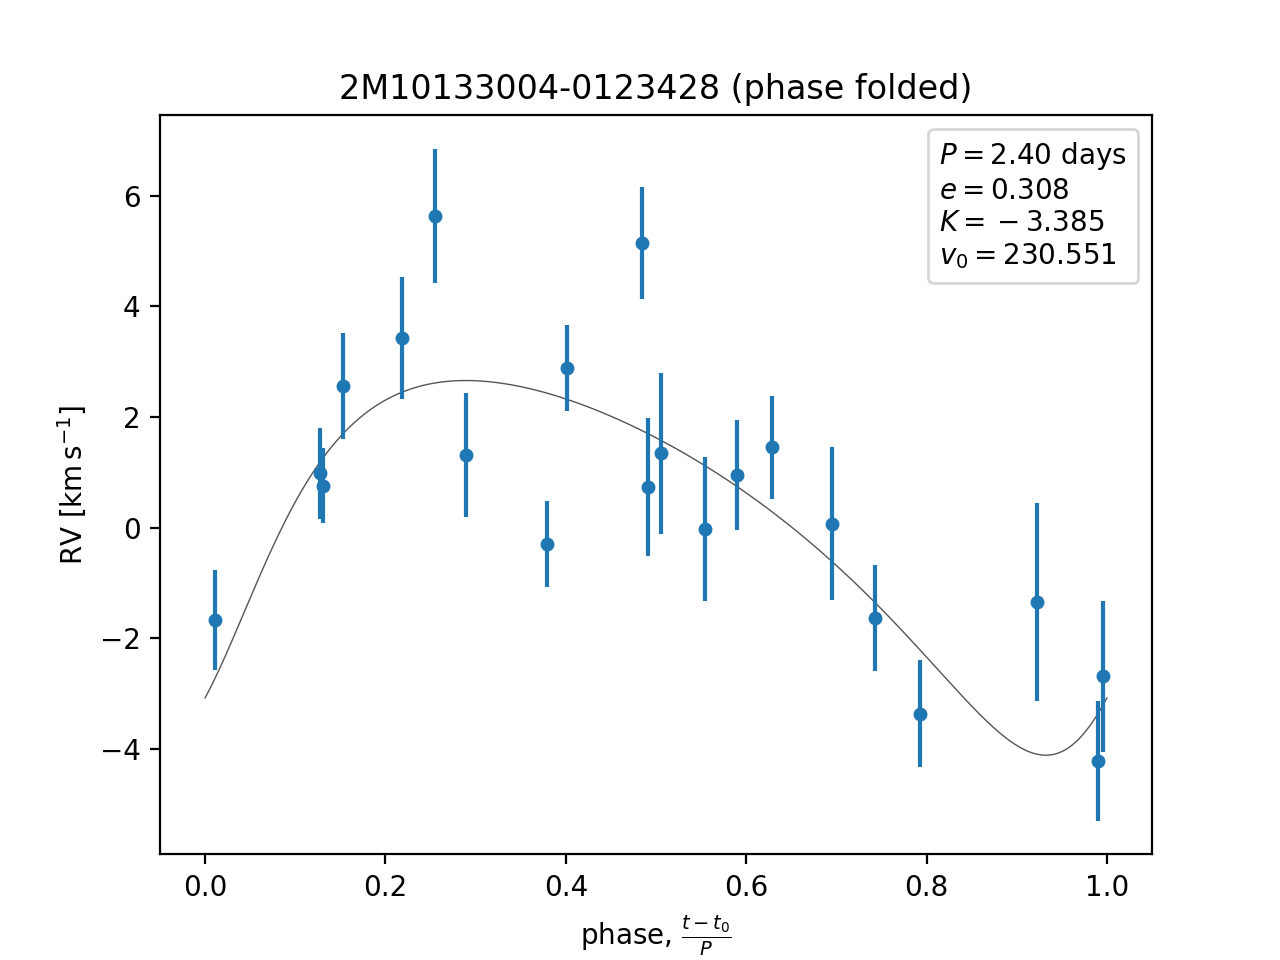 2M10133004-0123428 (phase folded)
P = 2.40 days
e = 0.308
K = −3.385
v₀ = 230.551
RV [km s⁻¹]
6
4
2
0
−2
−4
0.0 0.2 0.4 0.6 0.8 1.0
phase, (t − t₀)/P